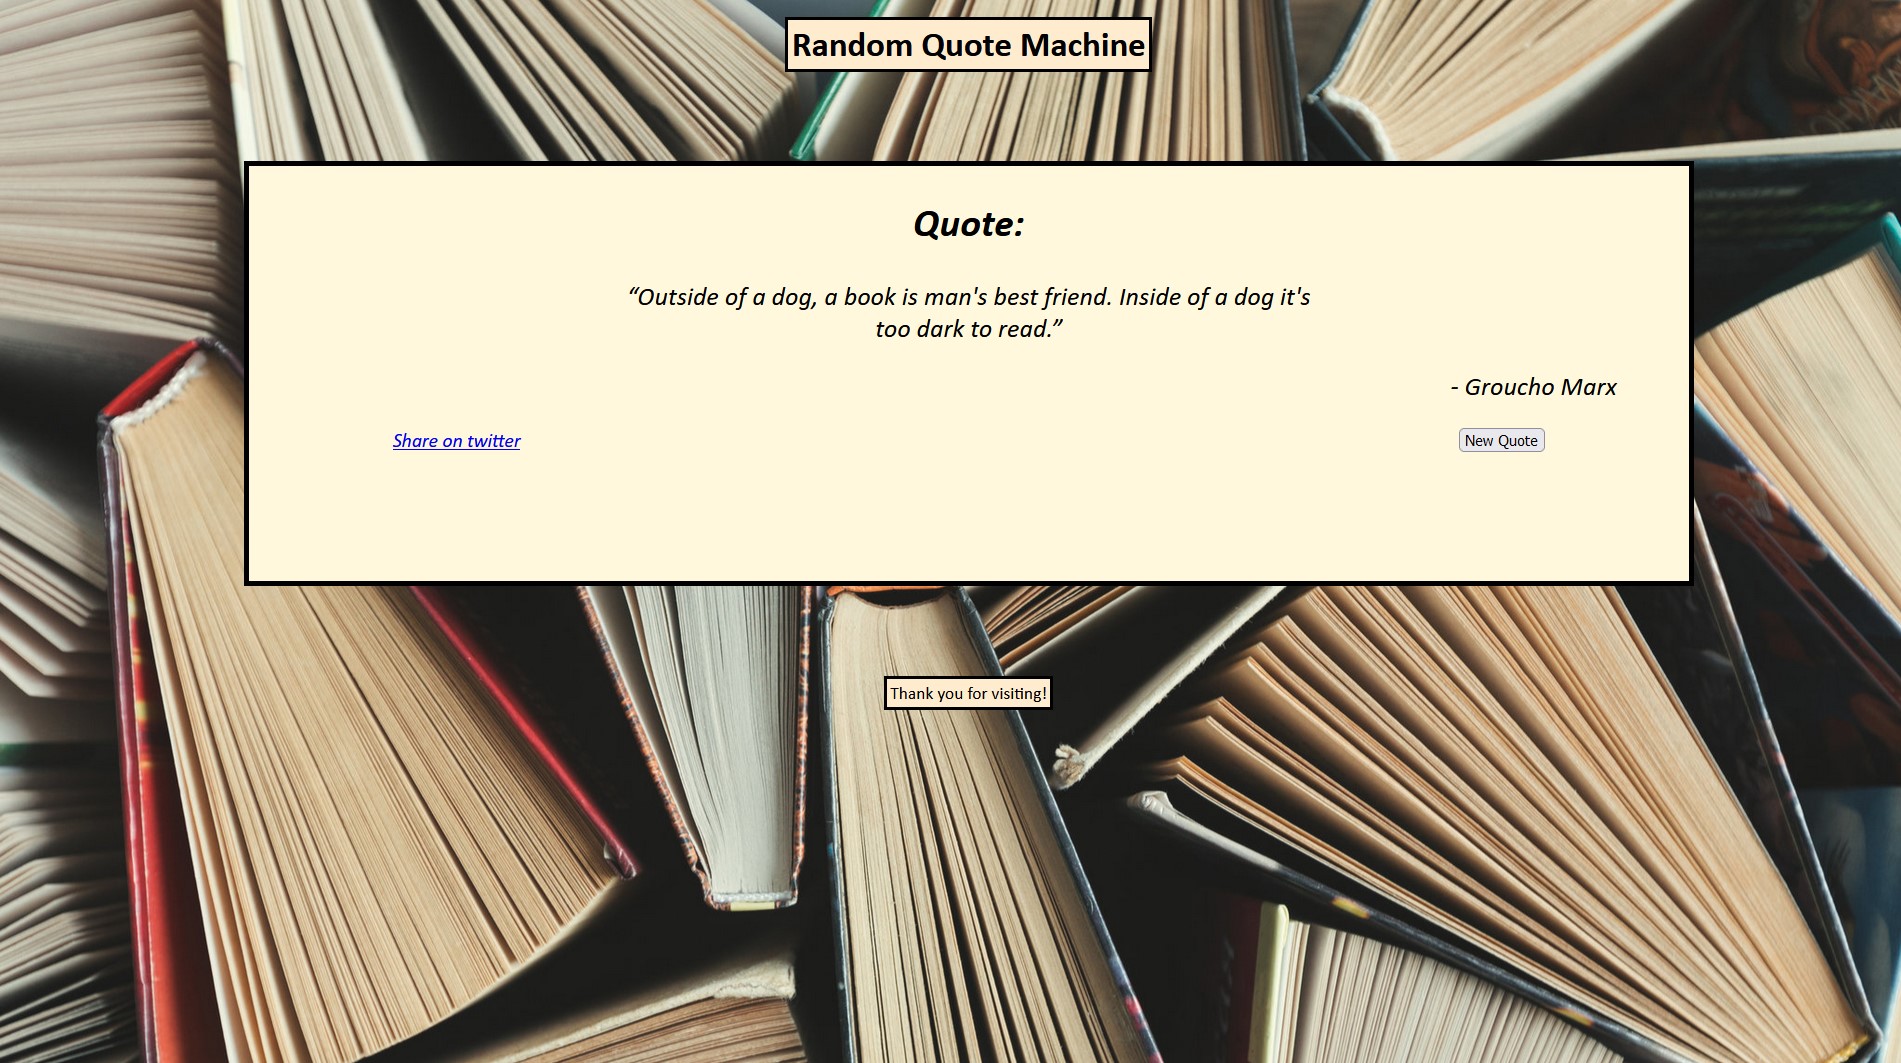 Random Quote Machine
Quote:
“Outside of a dog, a book is man's best friend. Inside of a dog it's
too dark to read.”
- Groucho Marx
Share on twitter
New Quote
Thank you for visiting!